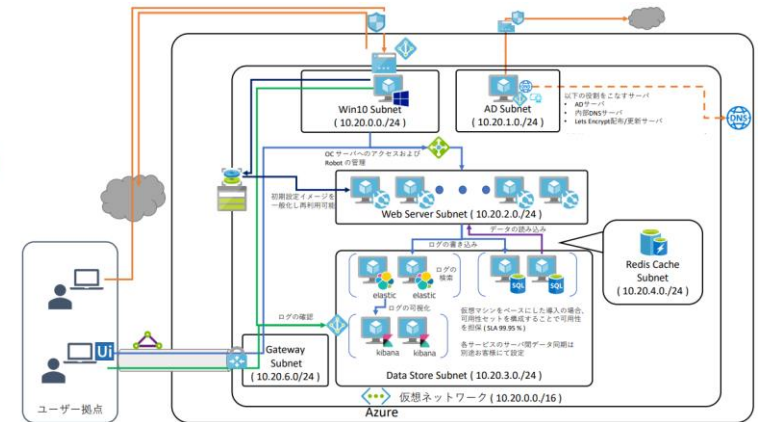 Win10 Subnet
( 10.20.0.0./24 )
AD Subnet
( 10.20.1.0./24 )
以下の役割をこなすサーバ
• ADサーバ
• 内部DNSサーバ
• Lets Encrypt配布/更新サーバ
DNS
DNS
OC サーバへのアクセスおよび
Robot の管理
初期設定イメージを
一般化し再利用可能
Web Server Subnet ( 10.20.2.0./24 )
データの読み込み
ログの書き込み
Redis Cache
Subnet
( 10.20.4.0./24 )
ログの
検索
elastic
elastic
SQL
SQL
ログの可視化
仮想マシンをベースにした導入の場合、
可用性セットを構成することで可用性
を担保 ( SLA 99.95 % )
各サービスのサーバ間データ同期は
別途お客様にて設定
kibana
kibana
Data Store Subnet ( 10.20.3.0./24 )
ログの確認
Gateway
Subnet
( 10.20.6.0/24 )
Ui
ユーザー拠点
仮想ネットワーク ( 10.20.0.0./16 )
Azure